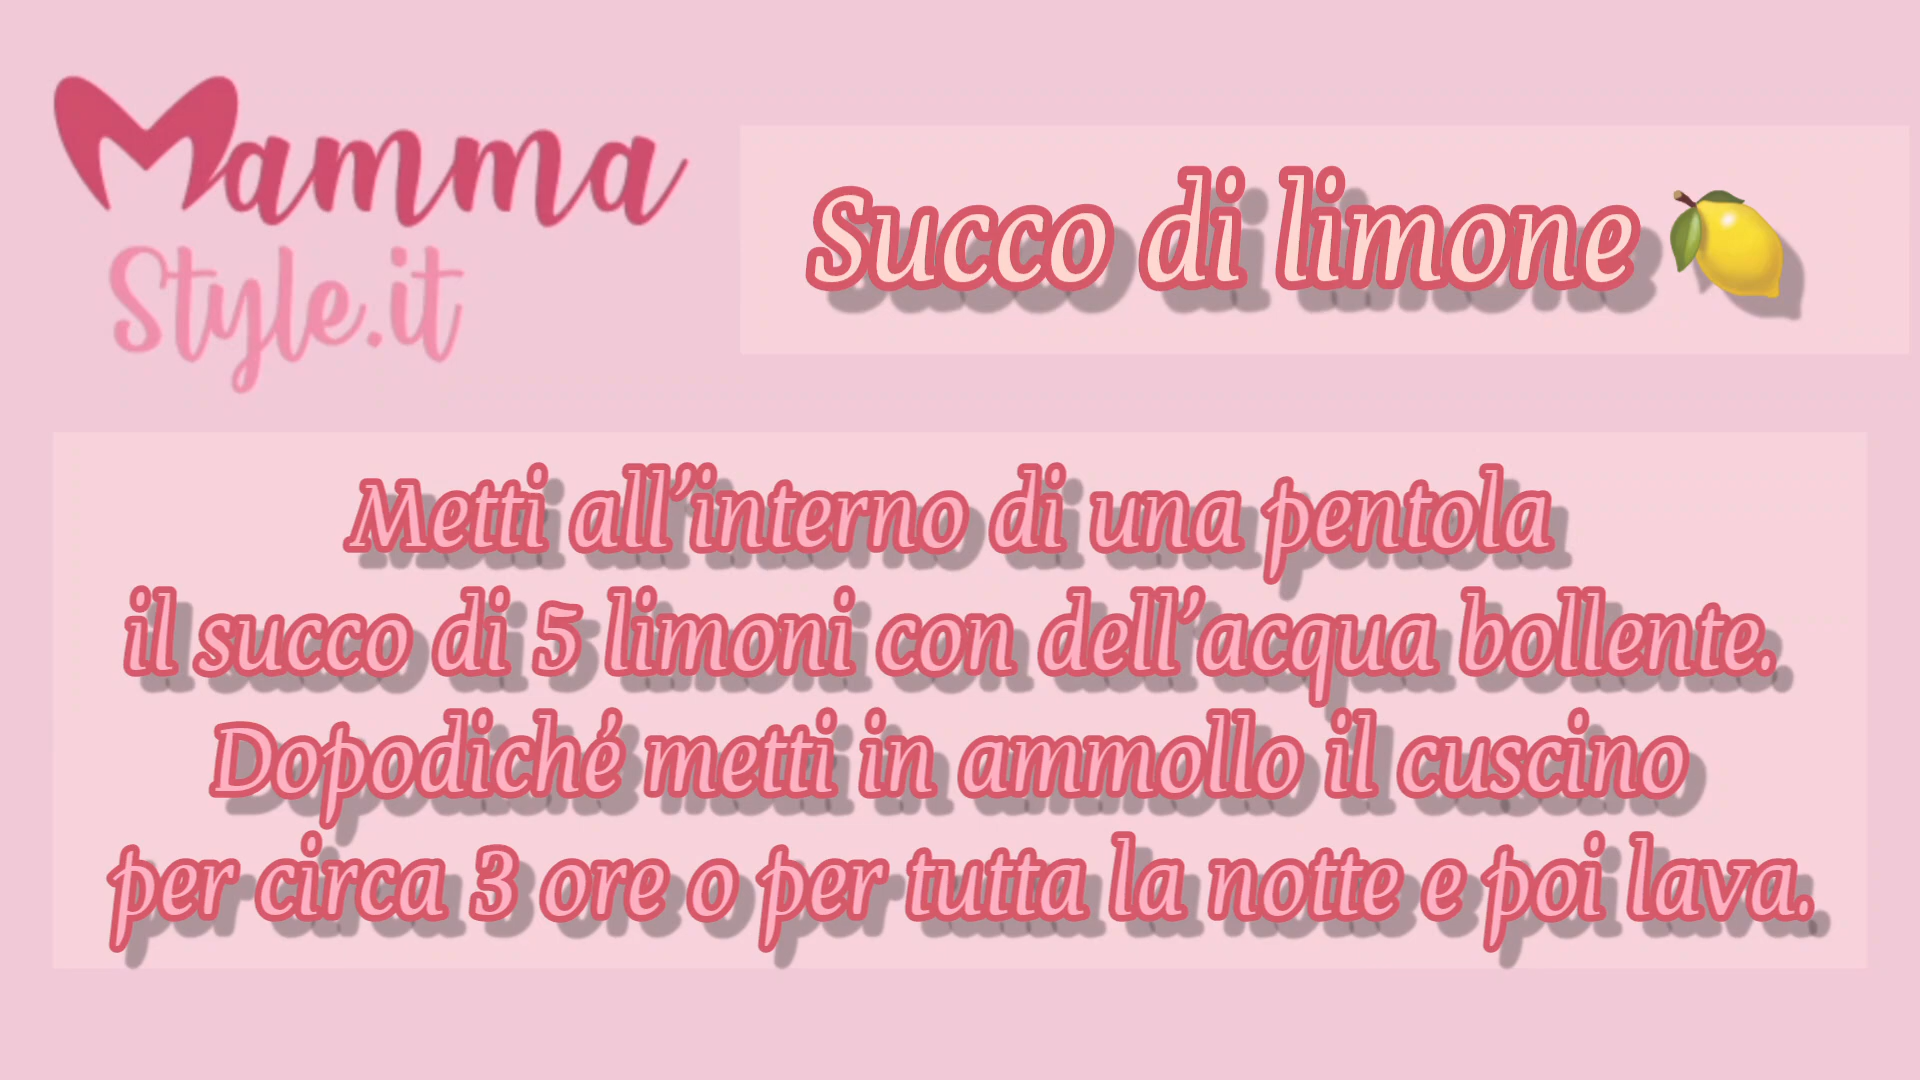 Mamma
Style.it
Succo di limone 🍋
Metti all’interno di una pentola
il succo di 5 limoni con dell’acqua bollente.
Dopodiché metti in ammollo il cuscino
per circa 3 ore o per tutta la notte e poi lava.